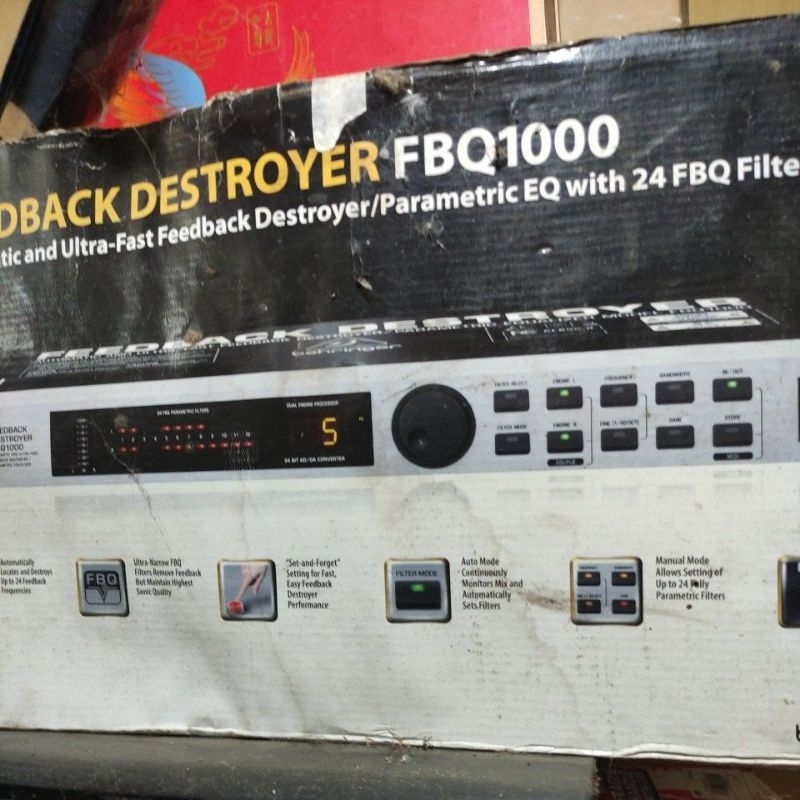 DBACK DESTROYER FBQ1000
tic and Ultra-Fast Feedback Destroyer/Parametric EQ with 24 FBQ Filte
FEEDBACK DESTROYER
behringer
EDBACK
STROYER
Q1000
24 FBQ PARAMETRIC FILTERS
DUAL ENGINE PROCESSOR
5
24 BIT AD/DA CONVERTER
FILTER SELECT
ENGINE L
FREQUENCY
BANDWIDTH
IN/OUT
FILTER MODE
ENGINE R
GAIN
STORE
COUPLE
MIDI
Automatically
Locates and Destroys
Up to 24 Feedback
Frequencies
FBQ
Ultra-Narrow FBQ
Filters Remove Feedback
But Maintain Highest
Sonic Quality
"Set-and-Forget"
Setting for Fast,
Easy Feedback
Destroyer
Performance
FILTER MODE
Auto Mode
Continuously
Monitors Mix and
Automatically
Sets Filters
Manual Mode
Allows Setting of
Up to 24 Fully
Parametric Filters
b